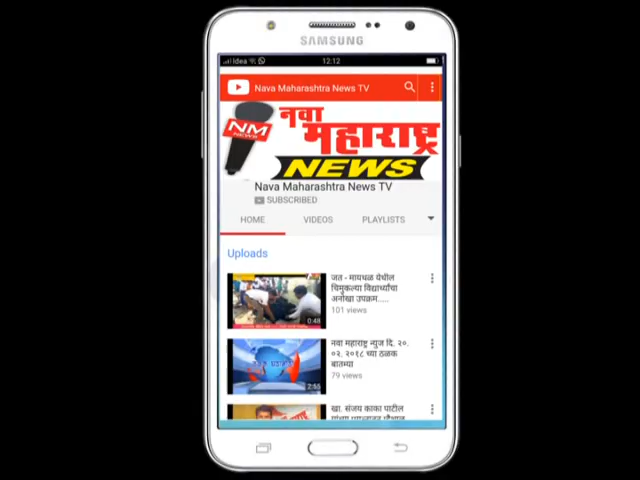 SAMSUNG
Idea
12:12
Nava Maharashtra News TV
नवा
महाराष्ट्र
NM
NEWS
NEWS
Nava Maharashtra News TV
SUBSCRIBED
HOME VIDEOS PLAYLISTS
Uploads
जत - मायथळ येथील
चिमुकल्या विद्यार्थ्यांचा
अनोखा उपक्रम.....
101 views
0:48
नवा महाराष्ट्र न्युज दि. २०.
०२. २०१८ च्या ठळक
बातम्या
79 views
2:55
खा. संजय काका पाटील